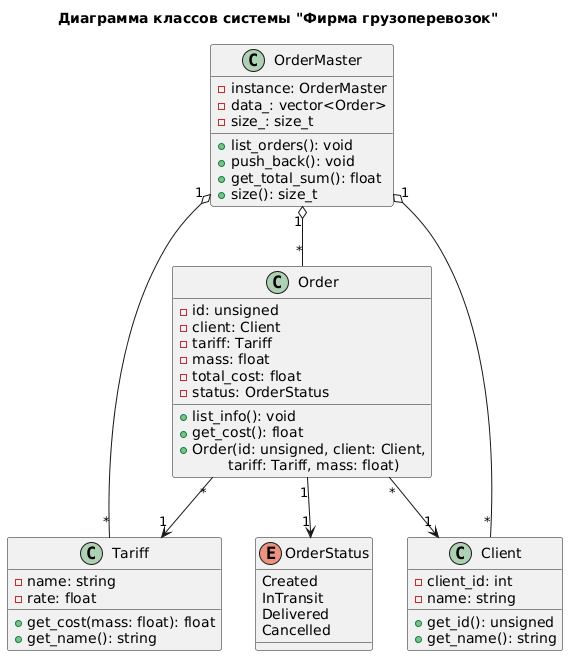 Диаграмма классов системы "Фирма грузоперевозок"
C OrderMaster
instance: OrderMaster
data_: vector<Order>
size_: size_t
list_orders(): void
push_back(): void
get_total_sum(): float
size(): size_t
1
1
1
*
C Order
id: unsigned
client: Client
tariff: Tariff
mass: float
total_cost: float
status: OrderStatus
list_info(): void
get_cost(): float
Order(id: unsigned, client: Client,
tariff: Tariff, mass: float)
*
1
*
*
1
1
1
*
C Tariff
name: string
rate: float
get_cost(mass: float): float
get_name(): string
E OrderStatus
Created
InTransit
Delivered
Cancelled
C Client
client_id: int
name: string
get_id(): unsigned
get_name(): string